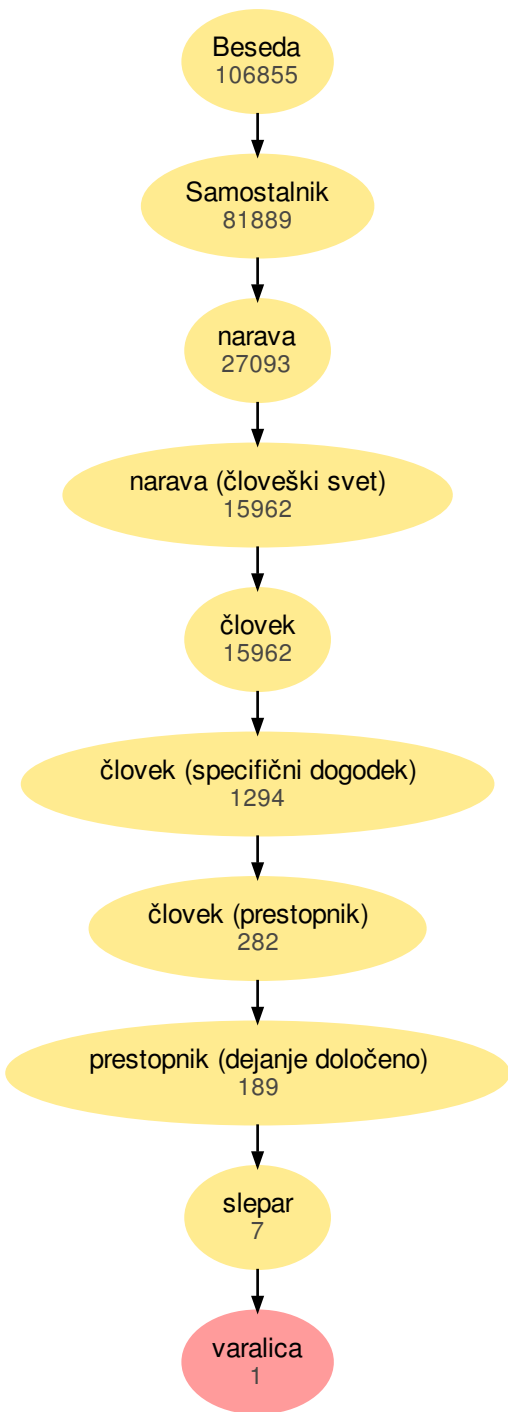 Beseda
106855
Samostalnik
81889
narava
27093
narava (človeški svet)
15962
človek
15962
človek (specifični dogodek)
1294
človek (prestopnik)
282
prestopnik (dejanje določeno)
189
slepar
7
varalica
1